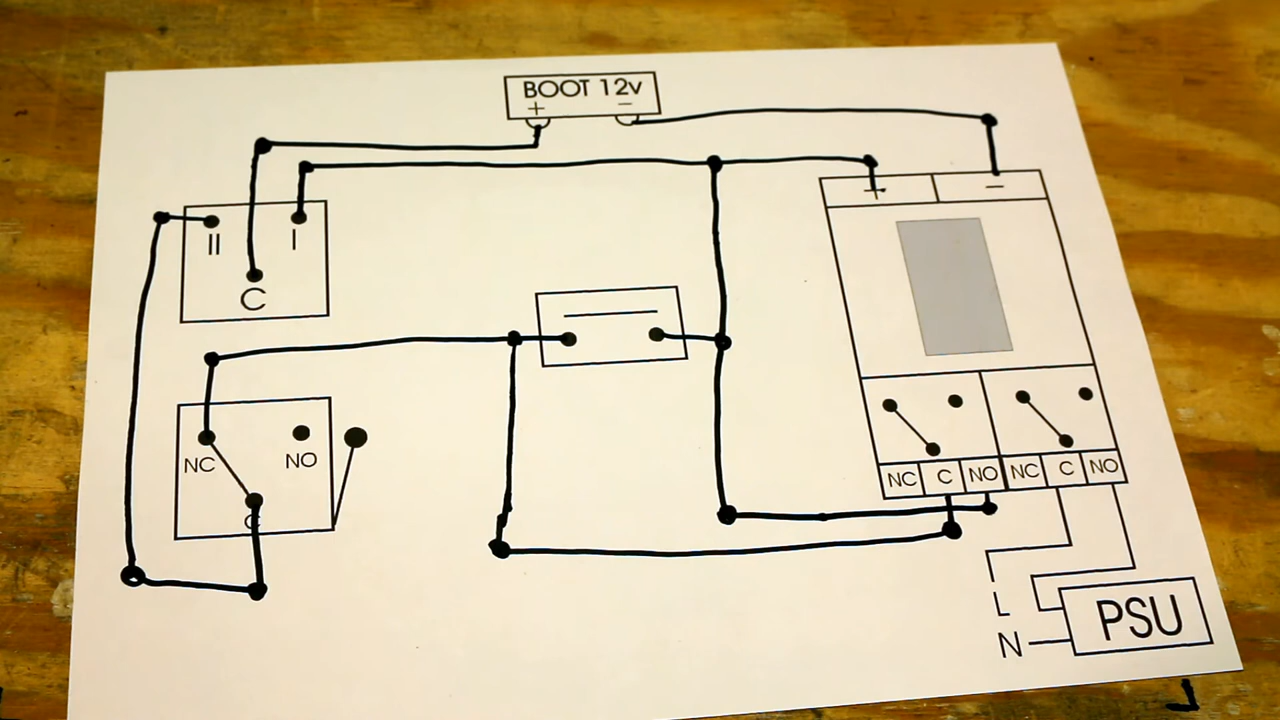 BOOT 12v
+ −
+ −
II I
C
NC NO
C
NC C NO NC C NO
L
N PSU